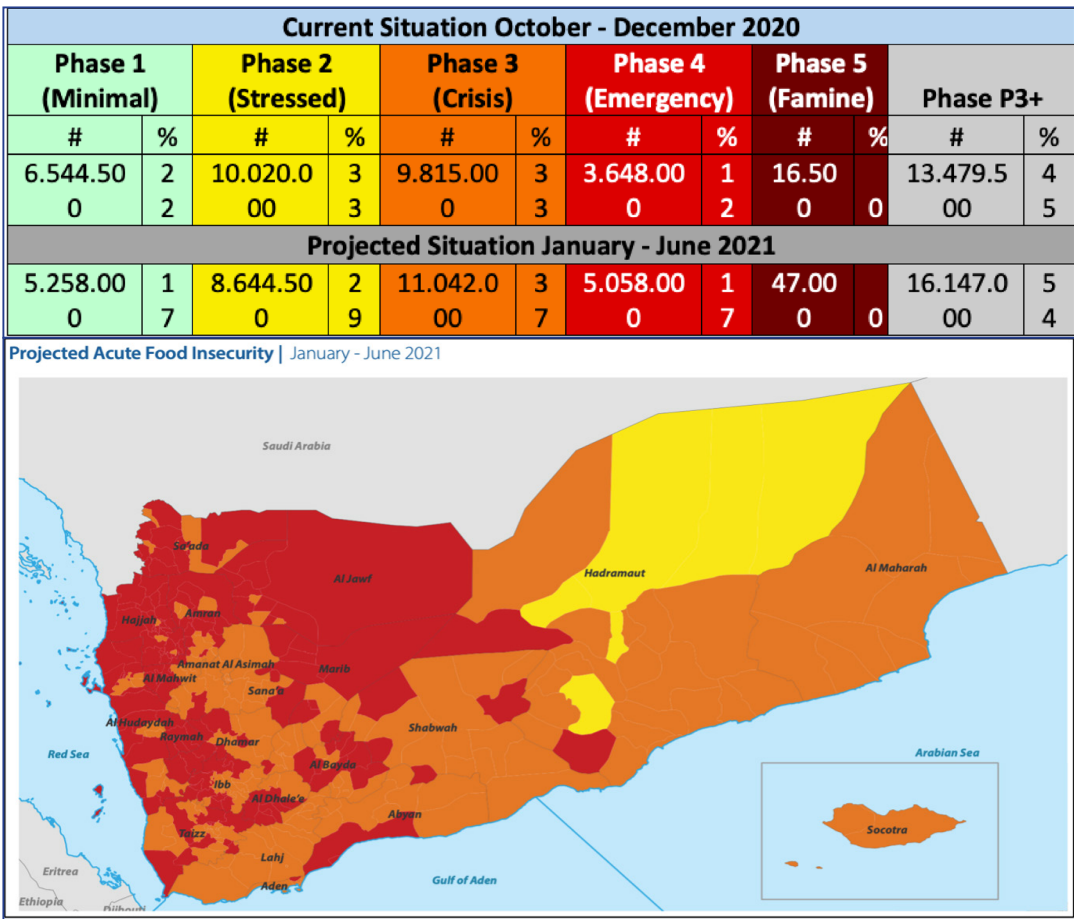 Current Situation October - December 2020
Phase 1 Phase 2 Phase 3 Phase 4 Phase 5
(Minimal) (Stressed) (Crisis) (Emergency) (Famine) Phase P3+
# % # % # % # % # % # %
6.544.50 2 10.020.0 3 9.815.00 3 3.648.00 1 16.50 13.479.5 4
0 2 00 3 0 3 0 2 0 0 00 5
Projected Situation January - June 2021
5.258.00 1 8.644.50 2 11.042.0 3 5.058.00 1 47.00 16.147.0 5
0 7 0 9 00 7 0 7 0 0 00 4
Projected Acute Food Insecurity | January - June 2021
Saudi Arabia
Sa'ada
Al Jawf
Hadramaut
Al Maharah
Hajjah
Amran
Amanat Al Asimah
Al Mahwit
Marib
Sana'a
Al Hudaydah
Raymah
Dhamar
Shabwah
Red Sea
Arabian Sea
Al Bayda
Ibb
Al Dhale'e
Abyan
Taizz
Socotra
Lahj
Aden
Gulf of Aden
Eritrea
Ethiopia
Djibouti